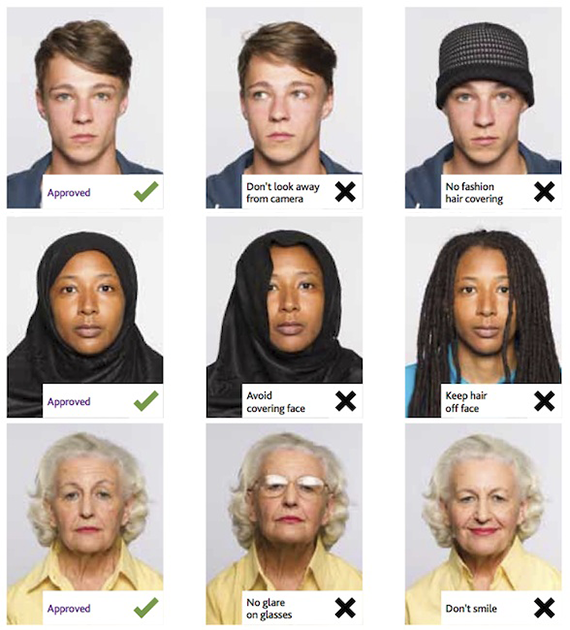 Approved
Don't look away
from camera
No fashion
hair covering
Approved
Avoid
covering face
Keep hair
off face
Approved
No glare
on glasses
Don't smile